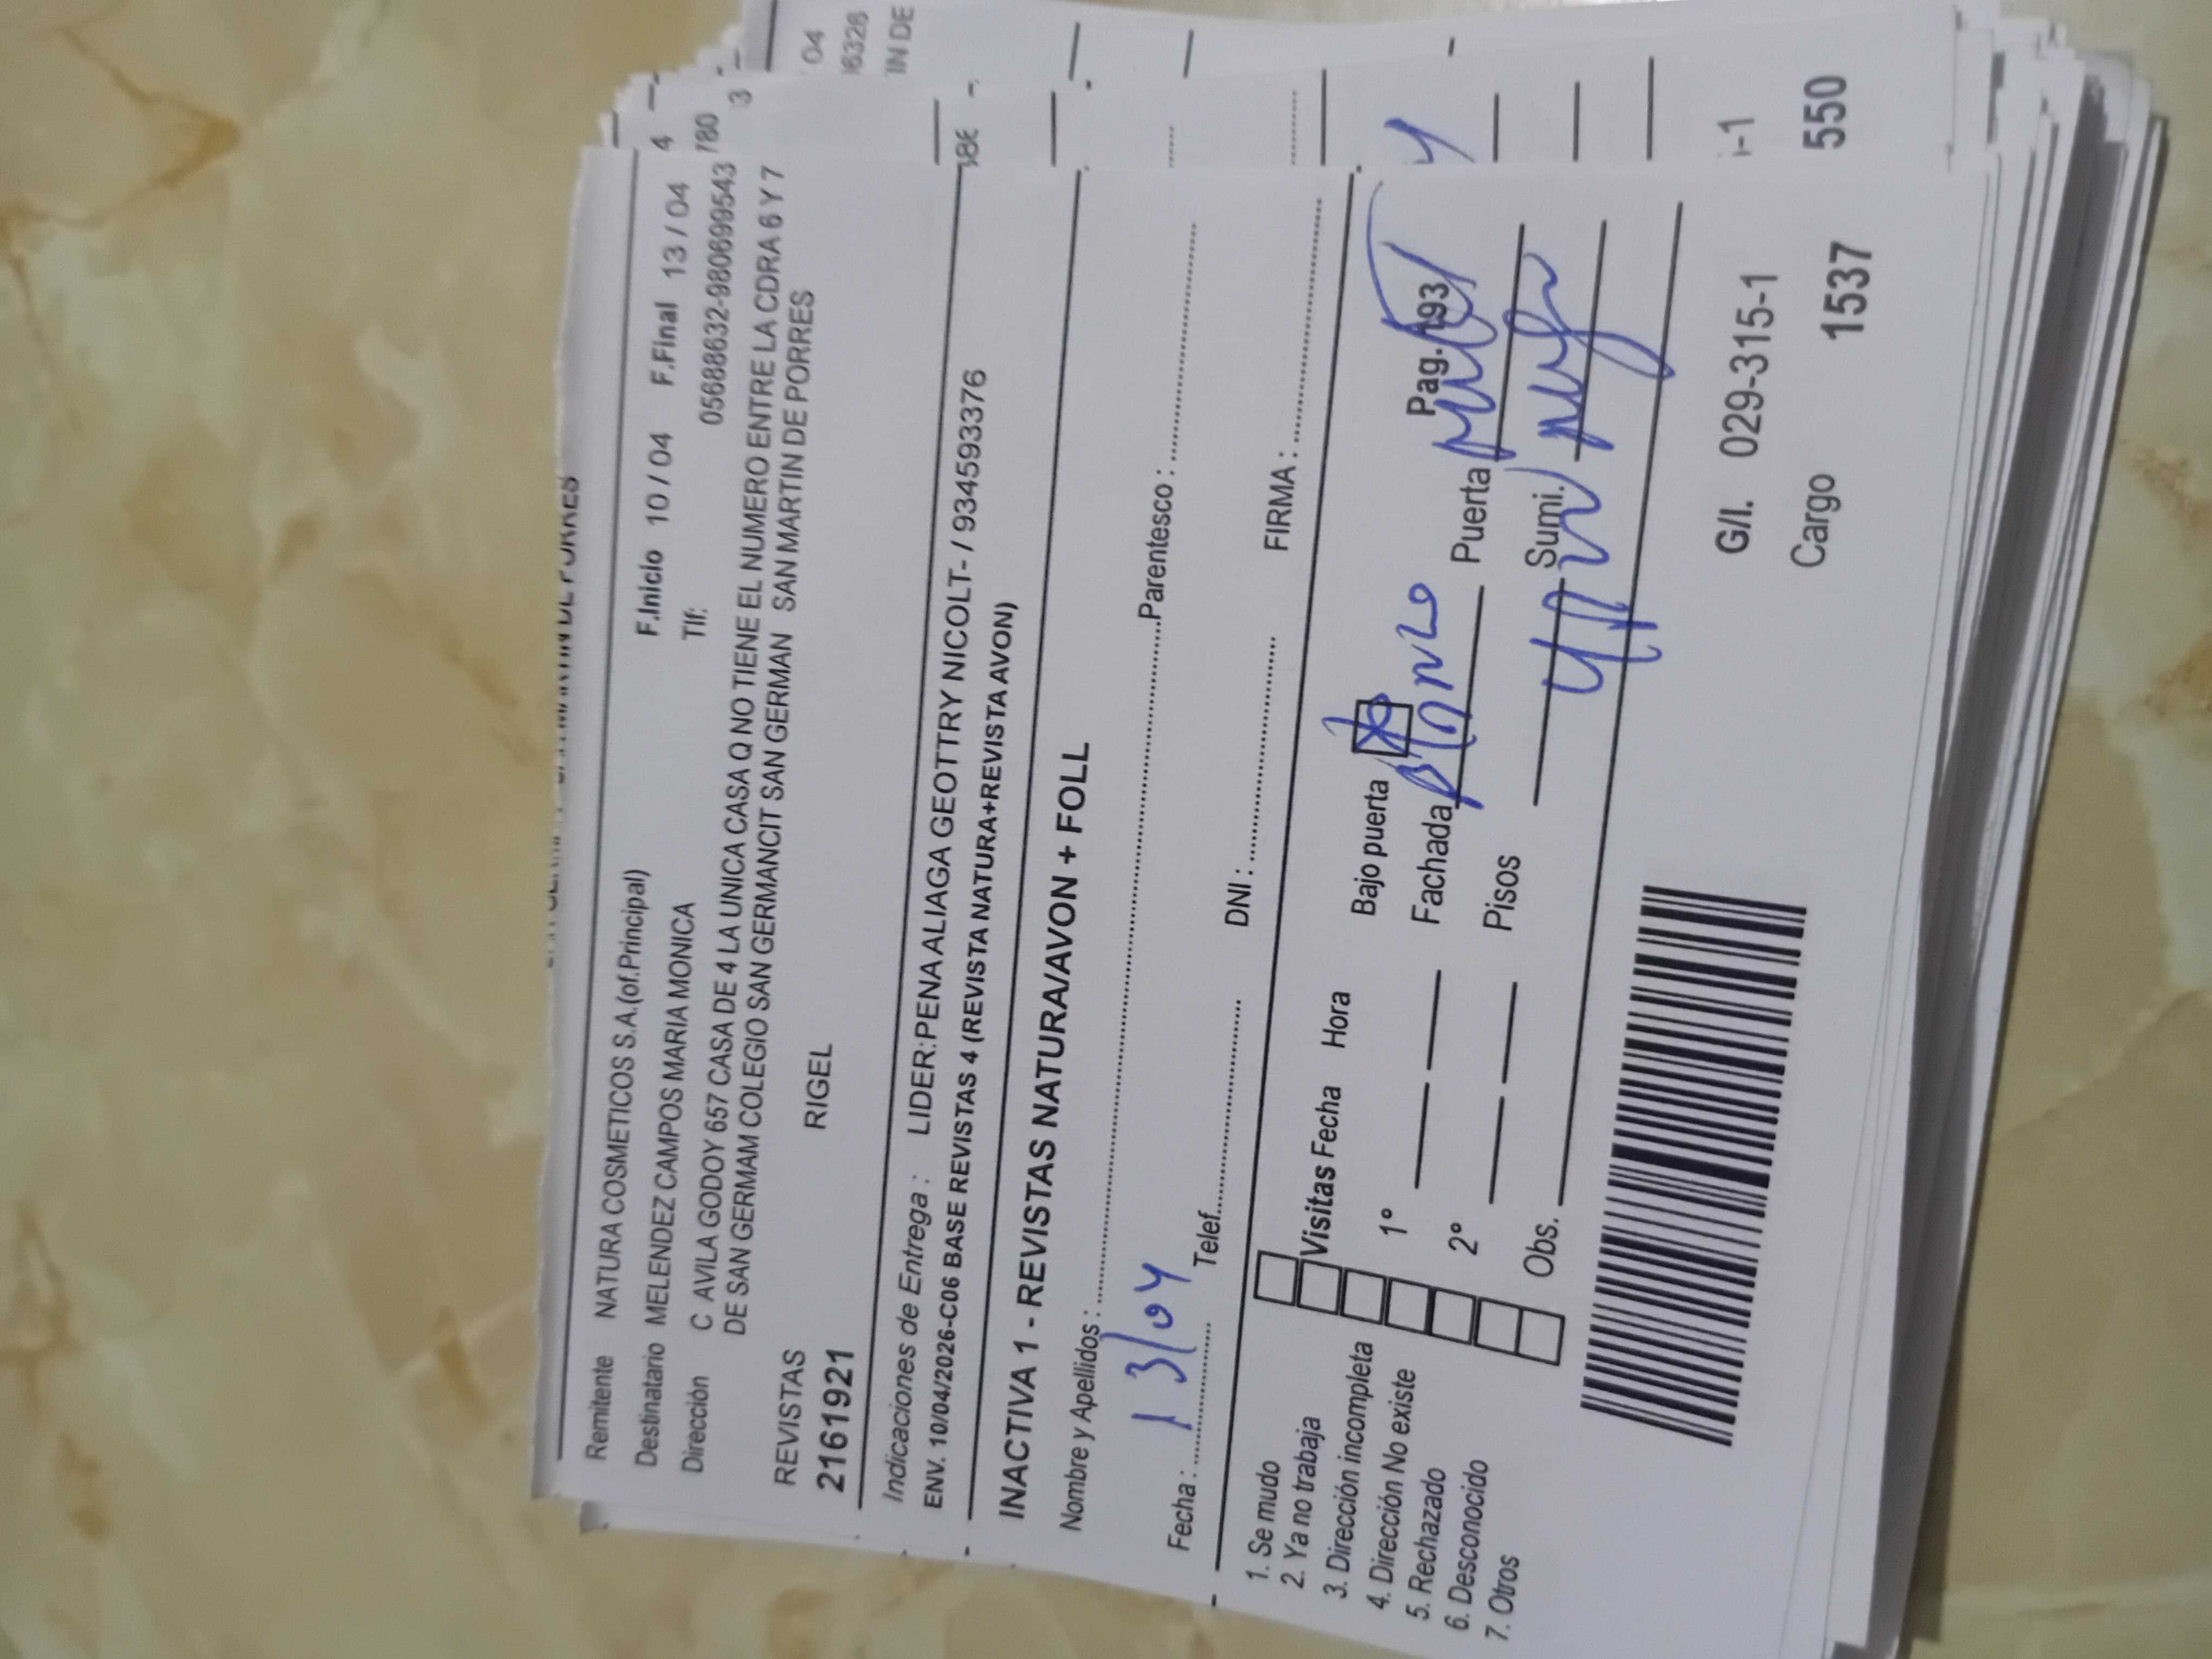 Remitente NATURA COSMETICOS S.A.(of.Principal)
Destinatario MELENDEZ CAMPOS MARIA MONICA
F.Inicio 10 / 04 F.Final 13 / 04
Tlf: 05688632-9806995433
Dirección C AVILA GODOY 657 CASA DE 4 LA UNICA CASA Q NO TIENE EL NUMERO ENTRE LA CDRA 6 Y 7
DE SAN GERMAM COLEGIO SAN GERMANCIT SAN GERMAN SAN MARTIN DE PORRES
REVISTAS RIGEL
2161921
Indicaciones de Entrega : LIDER:PENA ALIAGA GEOTTRY NICOLT- / 934593376
ENV. 10/04/2026-C06 BASE REVISTAS 4 (REVISTA NATURA+REVISTA AVON)
INACTIVA 1 - REVISTAS NATURA/AVON + FOLL
Nombre y Apellidos : Parentesco :
Fecha : 13/04 Telef. DNI : FIRMA :
1. Se mudo
2. Ya no trabaja
3. Dirección incompleta
4. Dirección No existe
5. Rechazado
6. Desconocido
7. Otros
Visitas Fecha Hora Bajo puerta Pag. 193
1° Fachada Puerta
2° Pisos Sumi.
Obs.
G/I. 029-315-1
Cargo 1537
04
IN DE
550